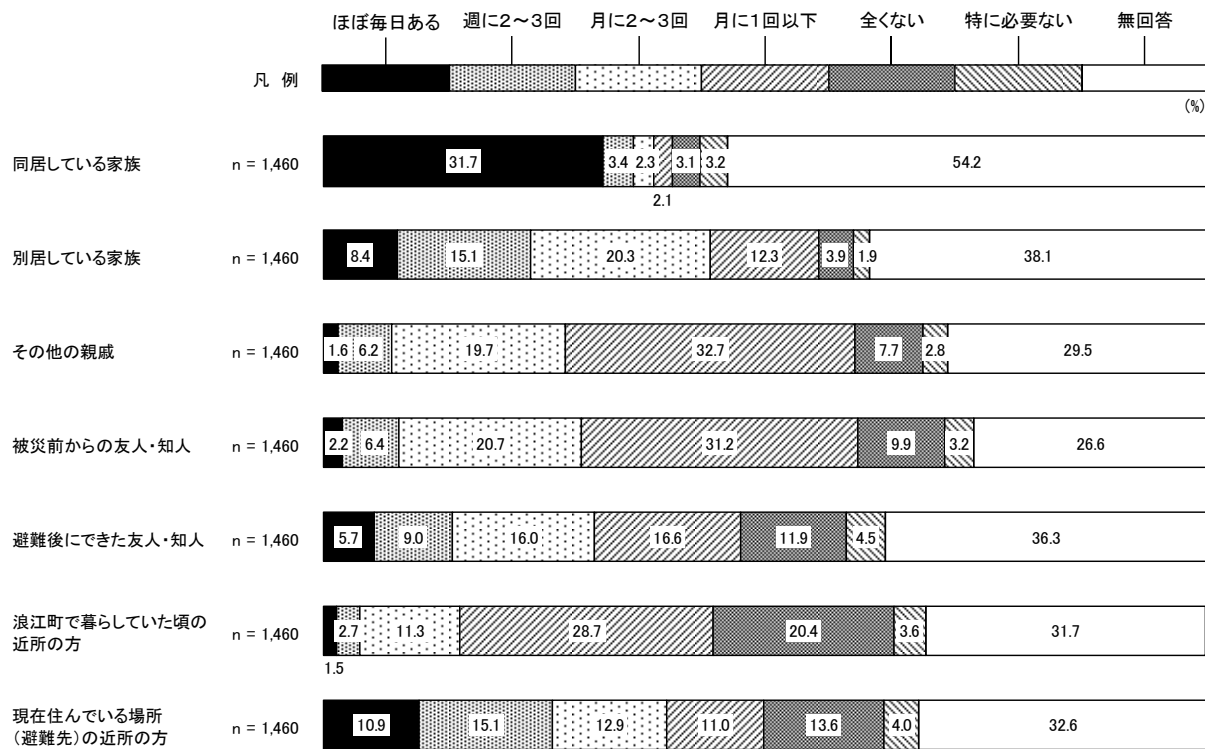 ほぼ毎日ある 週に2～3回 月に2～3回 月に1回以下 全くない 特に必要ない 無回答
凡 例
(%)
同居している家族 n = 1,460 31.7 3.4 2.3 3.1 3.2 54.2
2.1
別居している家族 n = 1,460 8.4 15.1 20.3 12.3 3.9 1.9 38.1
その他の親戚 n = 1,460 1.6 6.2 19.7 32.7 7.7 2.8 29.5
被災前からの友人・知人 n = 1,460 2.2 6.4 20.7 31.2 9.9 3.2 26.6
避難後にできた友人・知人 n = 1,460 5.7 9.0 16.0 16.6 11.9 4.5 36.3
浪江町で暮らしていた頃の
近所の方 n = 1,460 2.7 11.3 28.7 20.4 3.6 31.7
1.5
現在住んでいる場所
（避難先）の近所の方 n = 1,460 10.9 15.1 12.9 11.0 13.6 4.0 32.6